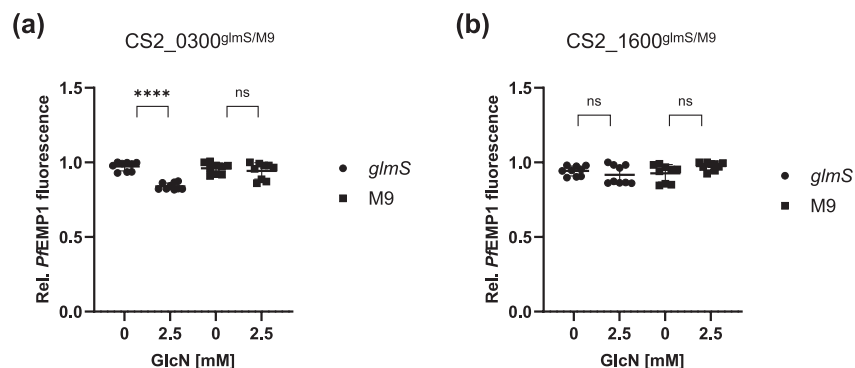 (a)
CS2_0300glmS/M9
Rel. PfEMP1 fluorescence
1.5
1.0
0.5
0.0
****
ns
0 2.5 0 2.5
GlcN [mM]
glmS
M9
(b)
CS2_1600glmS/M9
Rel. PfEMP1 fluorescence
1.5
1.0
0.5
0.0
ns
ns
0 2.5 0 2.5
GlcN [mM]
glmS
M9